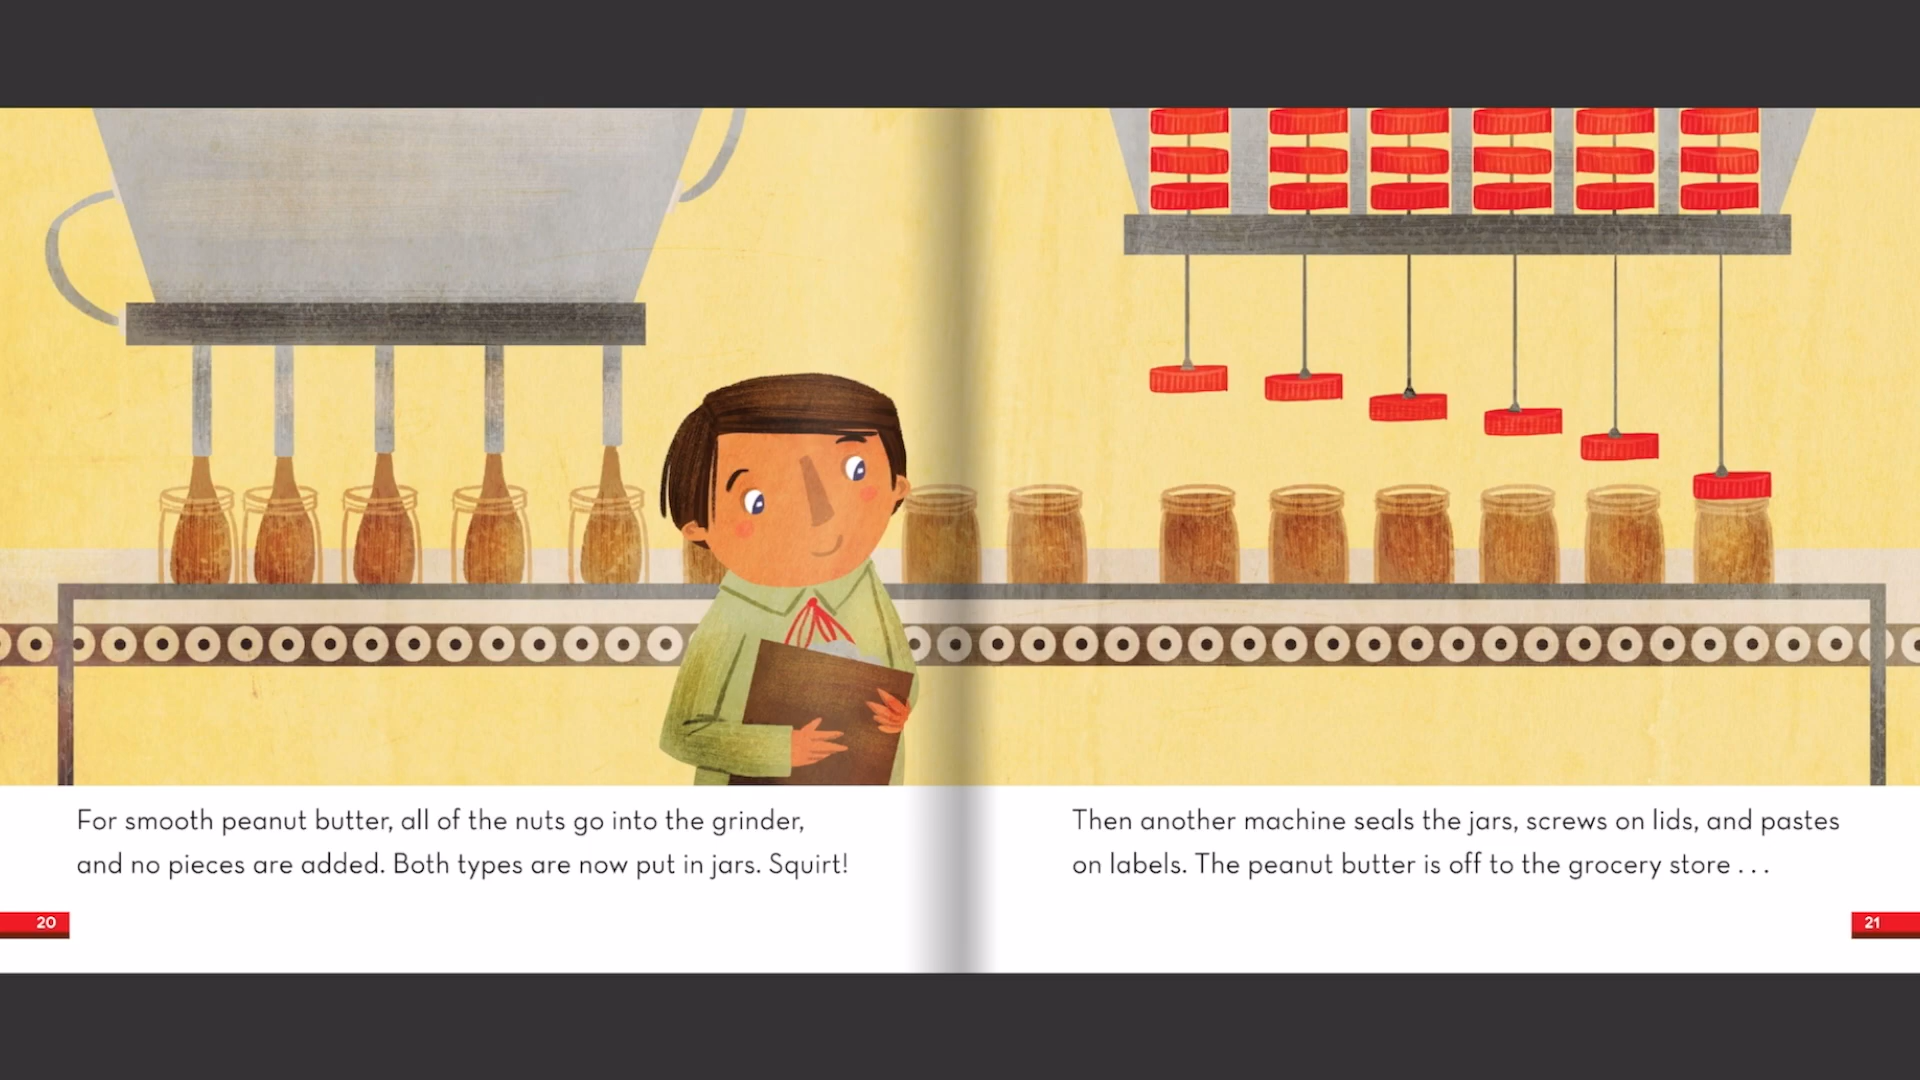 For smooth peanut butter, all of the nuts go into the grinder,
and no pieces are added. Both types are now put in jars. Squirt!
20
Then another machine seals the jars, screws on lids, and pastes
on labels. The peanut butter is off to the grocery store . . .
21